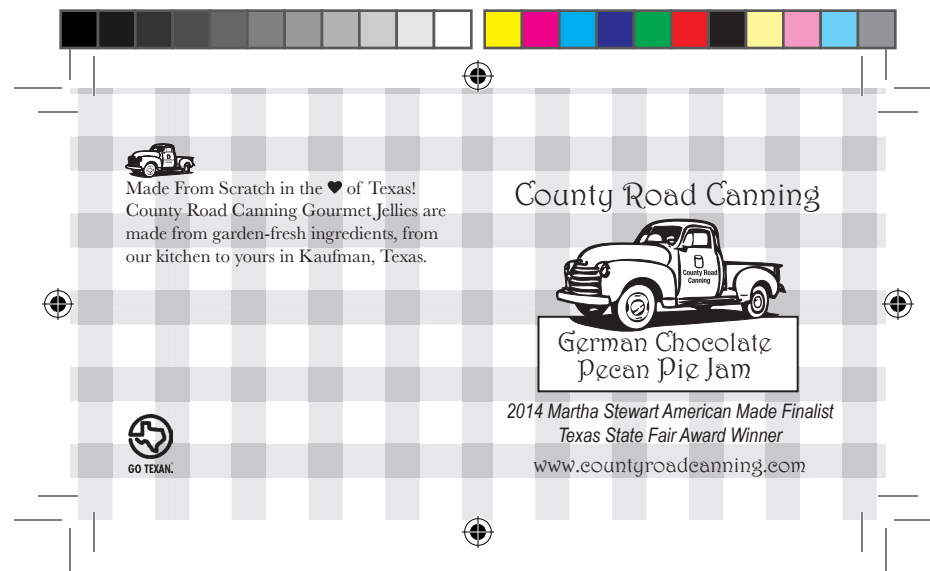 Made From Scratch in the ♥ of Texas!
County Road Canning Gourmet Jellies are
made from garden-fresh ingredients, from
our kitchen to yours in Kaufman, Texas.
GO TEXAN.
County Road Canning
County Road
Canning
German Chocolate
Pecan Pie Jam
2014 Martha Stewart American Made Finalist
Texas State Fair Award Winner
www.countyroadcanning.com